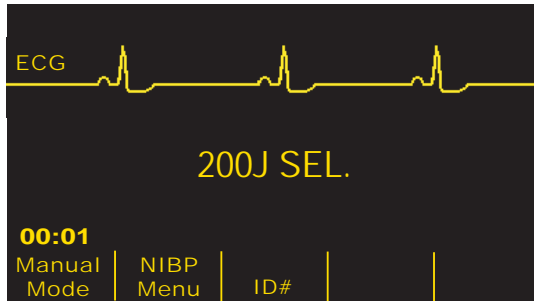 ECG
200J SEL.
00:01
Manual Mode
NIBP Menu
ID#